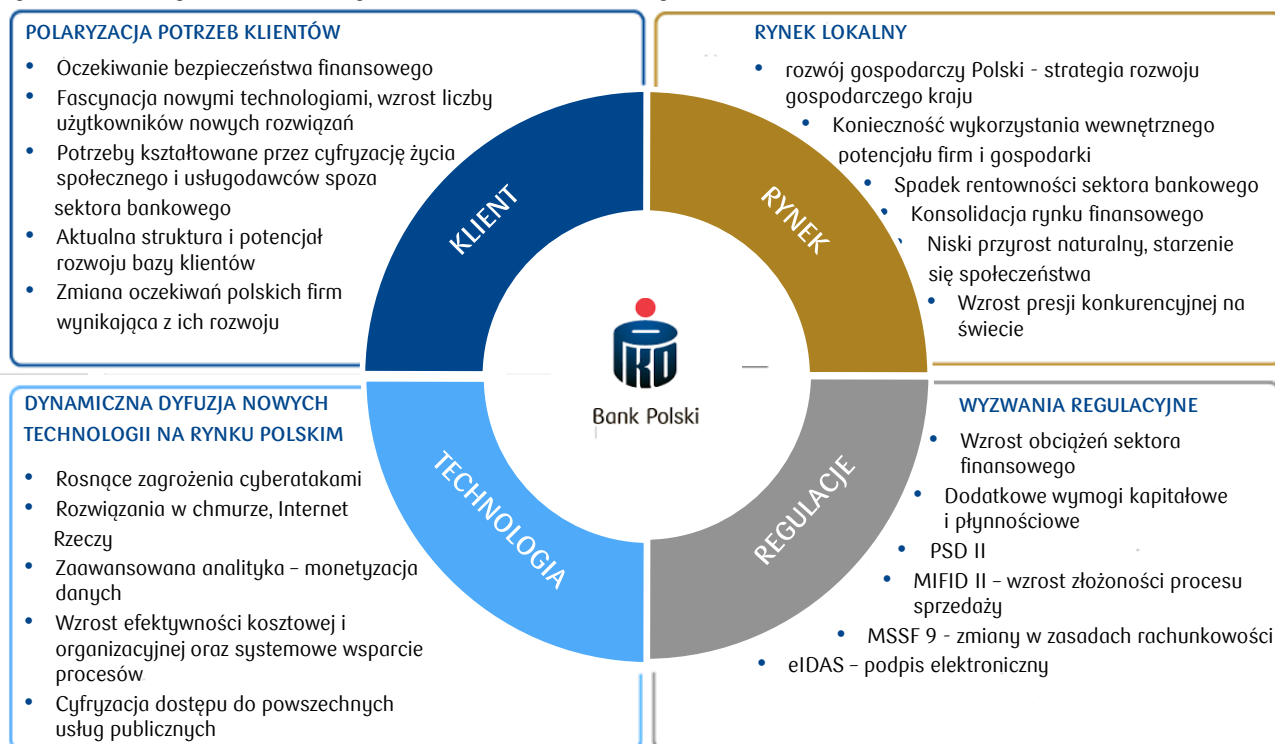 POLARYZACJA POTRZEB KLIENTÓW
• Oczekiwanie bezpieczeństwa finansowego
• Fascynacja nowymi technologiami, wzrost liczby
użytkowników nowych rozwiązań
• Potrzeby kształtowane przez cyfryzację życia
społecznego i usługodawców spoza
sektora bankowego
• Aktualna struktura i potencjał
rozwoju bazy klientów
• Zmiana oczekiwań polskich firm
wynikająca z ich rozwoju
KLIENT
RYNEK LOKALNY
• rozwój gospodarczy Polski - strategia rozwoju
gospodarczego kraju
• Konieczność wykorzystania wewnętrznego
potencjału firm i gospodarki
• Spadek rentowności sektora bankowego
• Konsolidacja rynku finansowego
• Niski przyrost naturalny, starzenie
się społeczeństwa
• Wzrost presji konkurencyjnej na
świecie
RYNEK
PKO
Bank Polski
DYNAMICZNA DYFUZJA NOWYCH
TECHNOLOGII NA RYNKU POLSKIM
• Rosnące zagrożenia cyberatakami
• Rozwiązania w chmurze, Internet
Rzeczy
• Zaawansowana analityka – monetyzacja
danych
• Wzrost efektywności kosztowej i
organizacyjnej oraz systemowe wsparcie
procesów
• Cyfryzacja dostępu do powszechnych
usług publicznych
TECHNOLOGIA
WYZWANIA REGULACYJNE
• Wzrost obciążeń sektora
finansowego
• Dodatkowe wymogi kapitałowe
i płynnościowe
• PSD II
• MIFID II – wzrost złożoności procesu
sprzedaży
• MSSF 9 - zmiany w zasadach rachunkowości
• eIDAS – podpis elektroniczny
REGULACJE